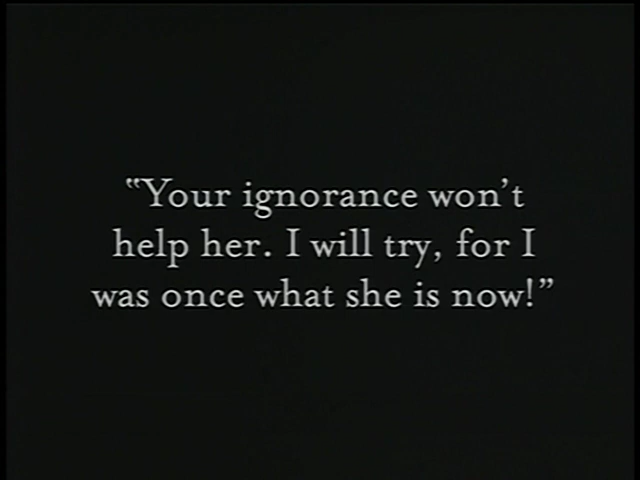 “Your ignorance won’t
help her. I will try, for I
was once what she is now!”